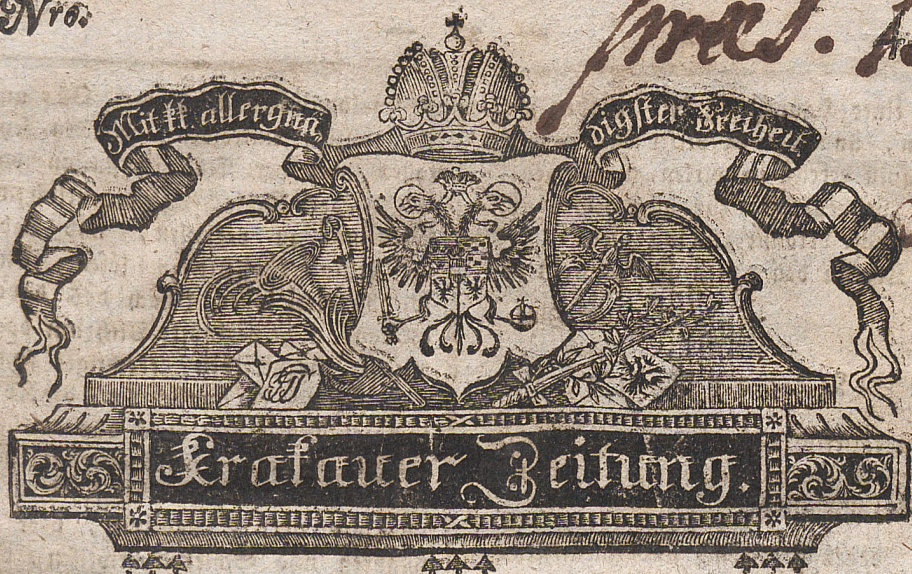 Nro.
Mit kk allergnä
digster Freiheit
Krakauer Zeitung.